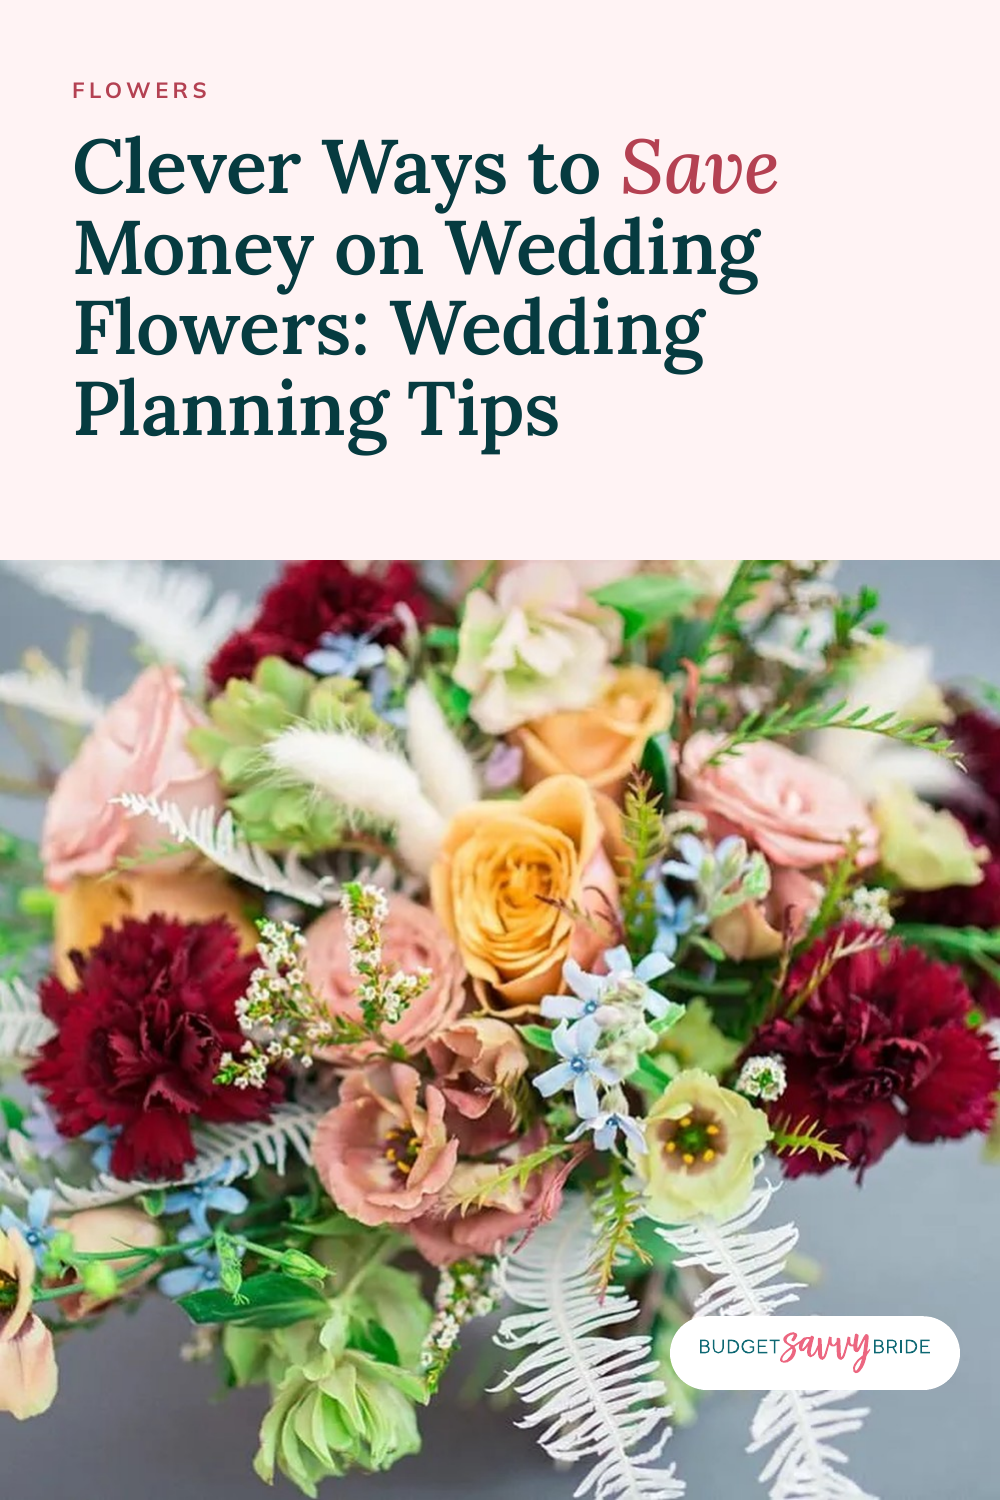 FLOWERS
Clever Ways to Save
Money on Wedding
Flowers: Wedding
Planning Tips
BUDGET savvy BRIDE